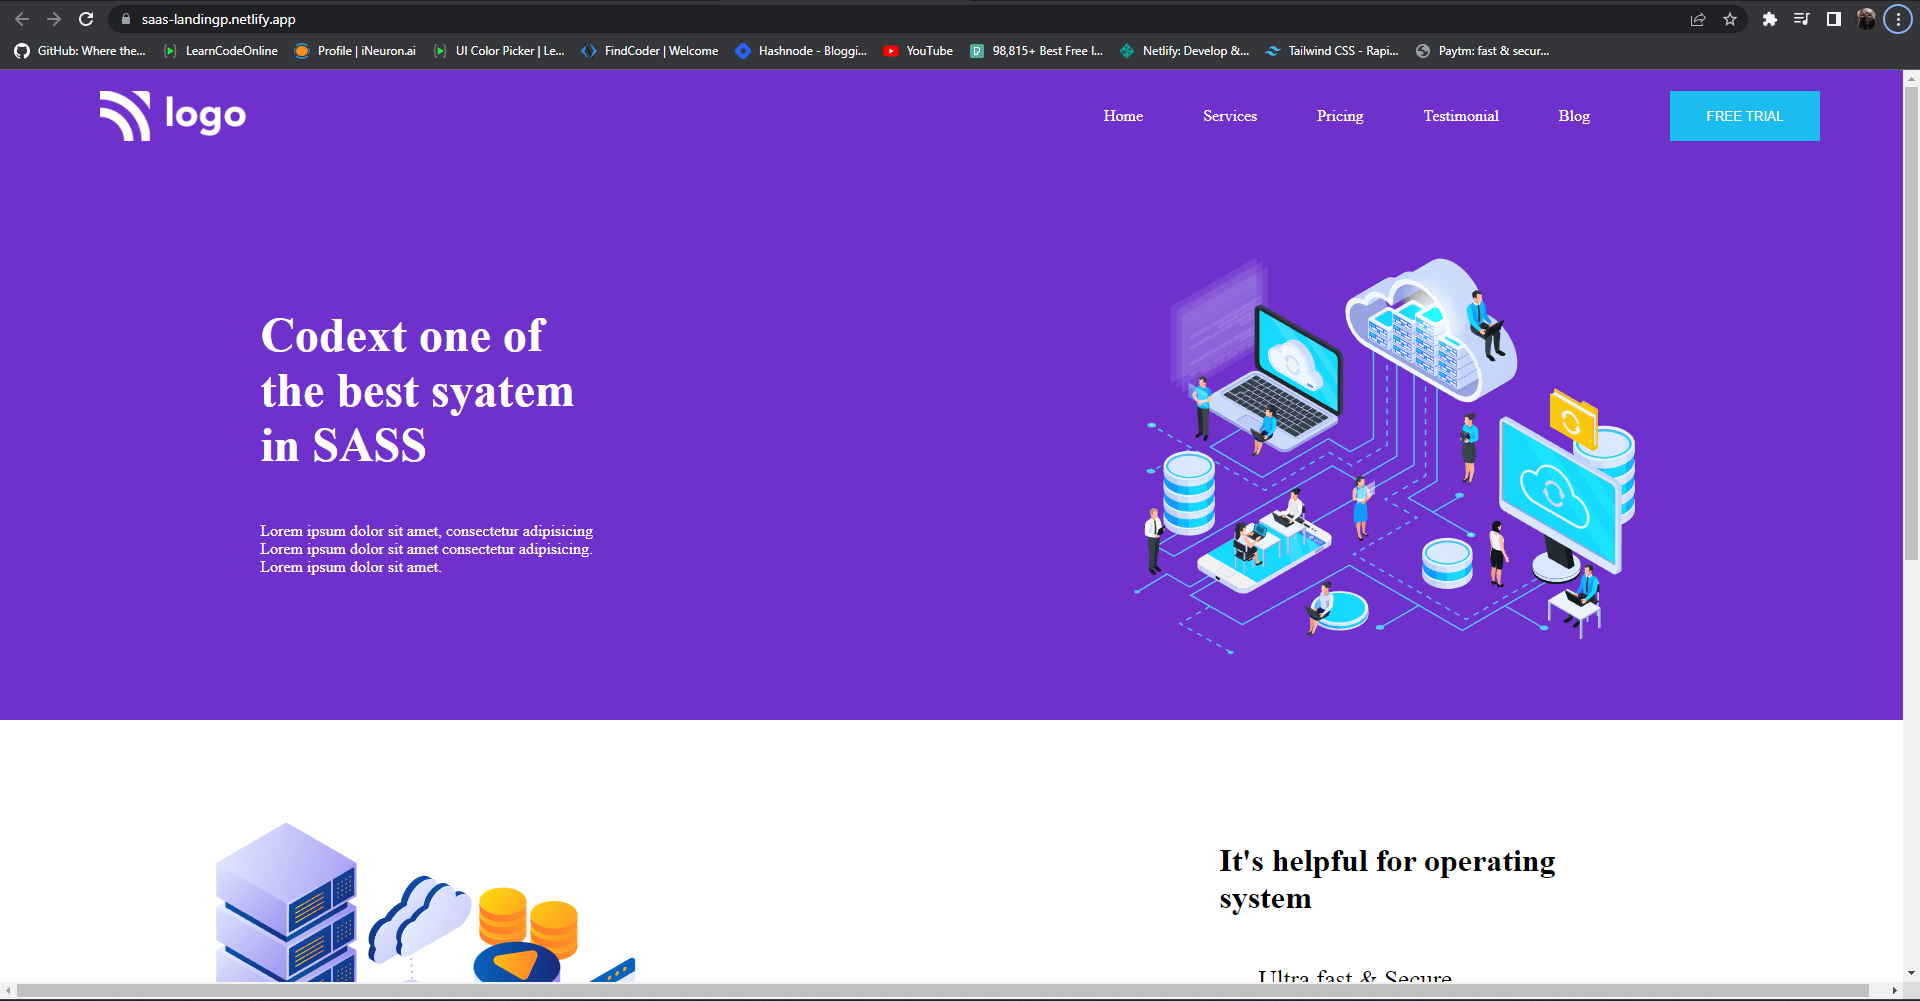 saas-landingp.netlify.app
GitHub: Where the... LearnCodeOnline Profile | iNeuron.ai UI Color Picker | Le... FindCoder | Welcome Hashnode - Bloggi... YouTube 98,815+ Best Free I... Netlify: Develop &... Tailwind CSS - Rapi... Paytm: fast & secur...
logo Home Services Pricing Testimonial Blog FREE TRIAL
Codext one of
the best syatem
in SASS
Lorem ipsum dolor sit amet, consectetur adipisicing
Lorem ipsum dolor sit amet consectetur adipisicing.
Lorem ipsum dolor sit amet.
It's helpful for operating
system
Ultra fast & Secure